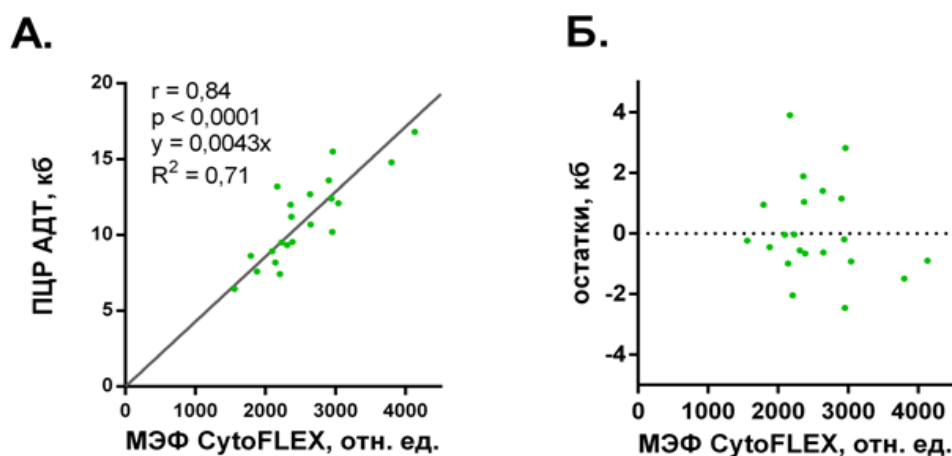 А.
20
15
10
5
0
ПЦР АДТ, кб
r = 0,84
p < 0,0001
y = 0,0043x
R² = 0,71
0 1000 2000 3000 4000
МЭФ CytoFLEX, отн. ед.
Б.
4
2
0
-2
-4
остатки, кб
0 1000 2000 3000 4000
МЭФ CytoFLEX, отн. ед.